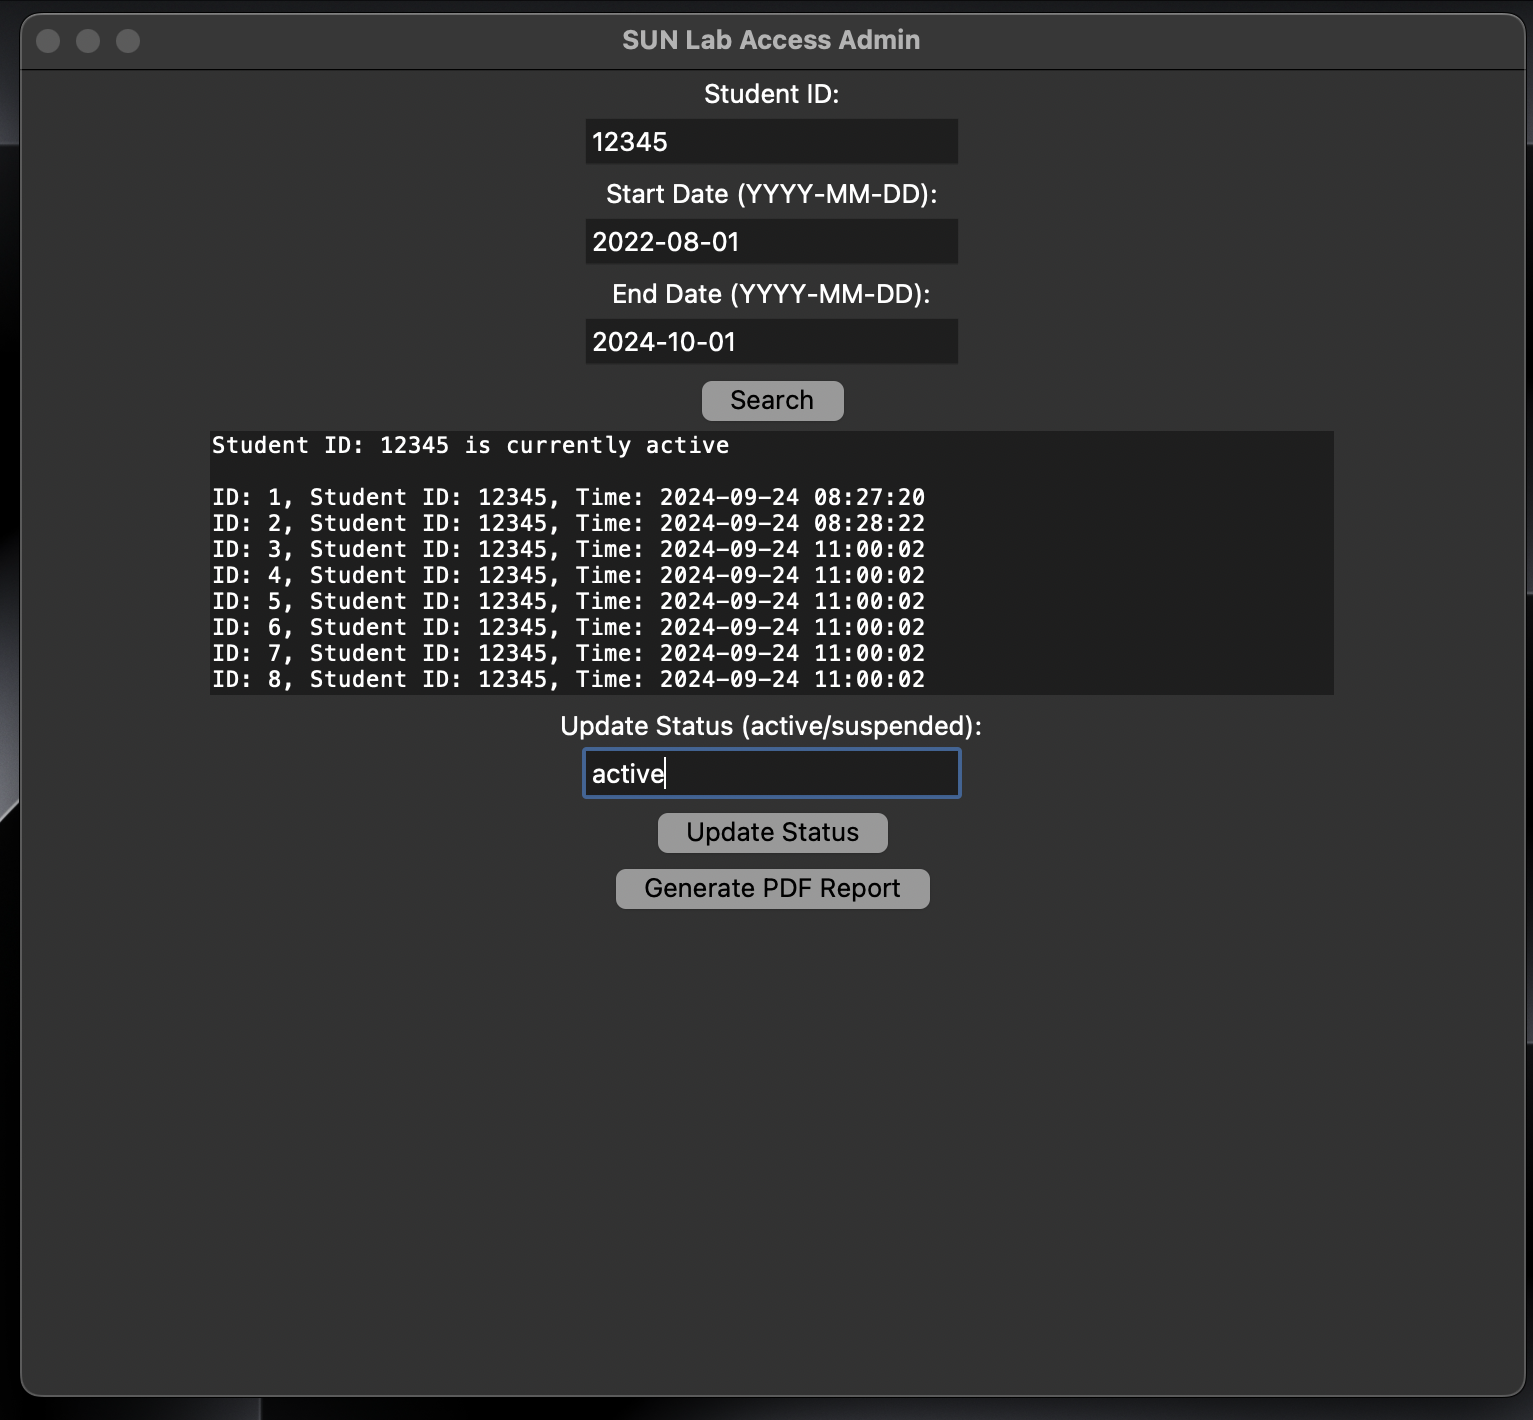 SUN Lab Access Admin
Student ID:
12345
Start Date (YYYY-MM-DD):
2022-08-01
End Date (YYYY-MM-DD):
2024-10-01
Search
Student ID: 12345 is currently active
ID: 1, Student ID: 12345, Time: 2024-09-24 08:27:20
ID: 2, Student ID: 12345, Time: 2024-09-24 08:28:22
ID: 3, Student ID: 12345, Time: 2024-09-24 11:00:02
ID: 4, Student ID: 12345, Time: 2024-09-24 11:00:02
ID: 5, Student ID: 12345, Time: 2024-09-24 11:00:02
ID: 6, Student ID: 12345, Time: 2024-09-24 11:00:02
ID: 7, Student ID: 12345, Time: 2024-09-24 11:00:02
ID: 8, Student ID: 12345, Time: 2024-09-24 11:00:02
Update Status (active/suspended):
active
Update Status
Generate PDF Report